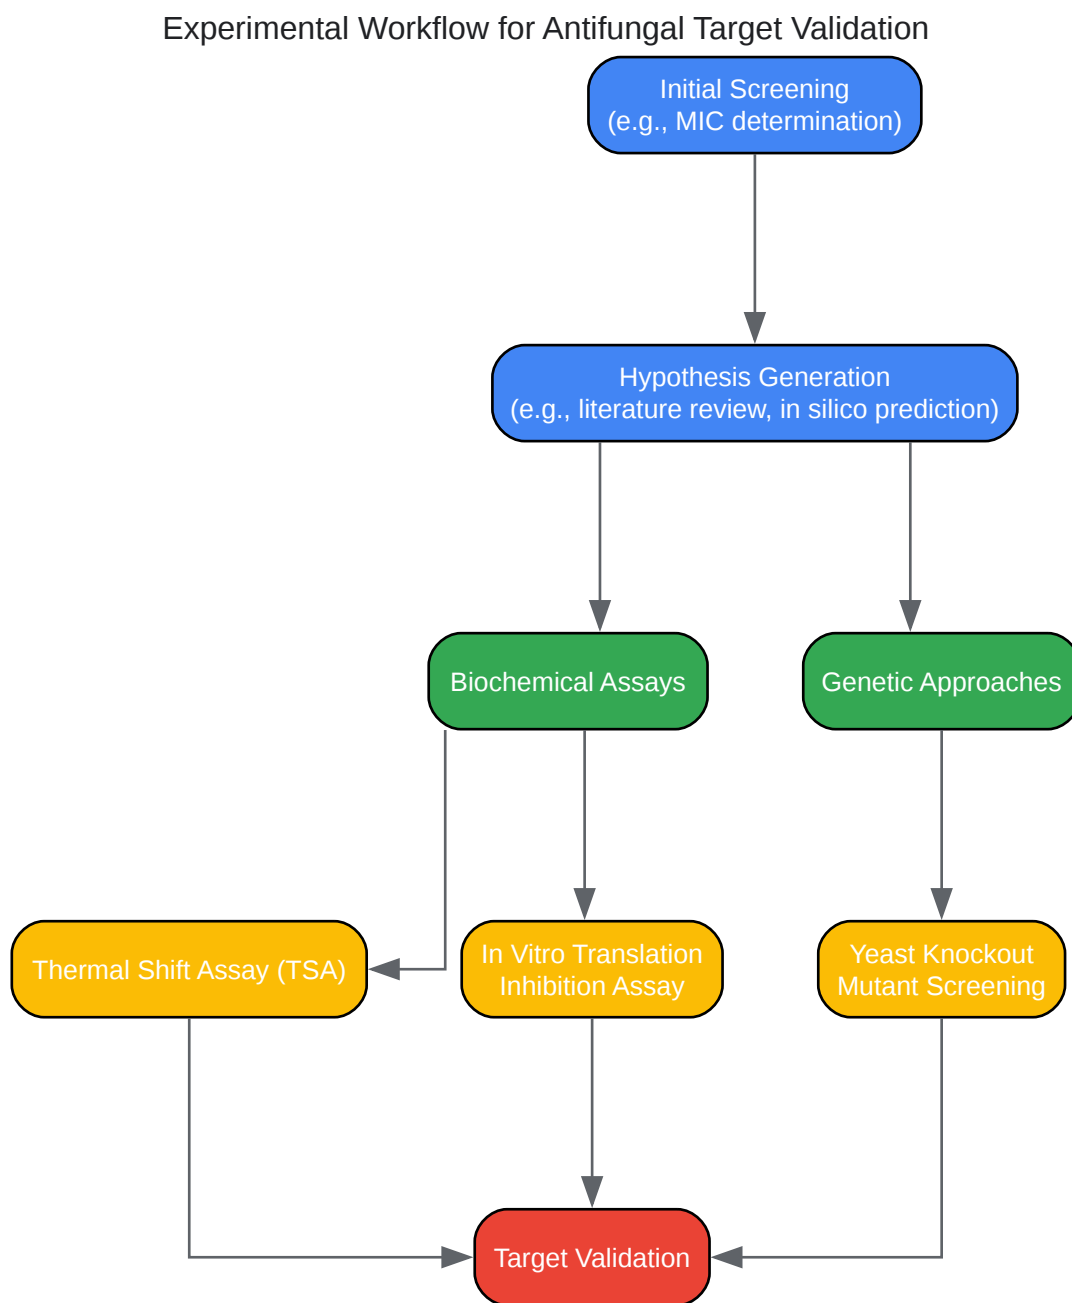 Experimental Workflow for Antifungal Target Validation
Initial Screening
(e.g., MIC determination)
Hypothesis Generation
(e.g., literature review, in silico prediction)
Biochemical Assays
Genetic Approaches
Thermal Shift Assay (TSA)
In Vitro Translation
Inhibition Assay
Yeast Knockout
Mutant Screening
Target Validation